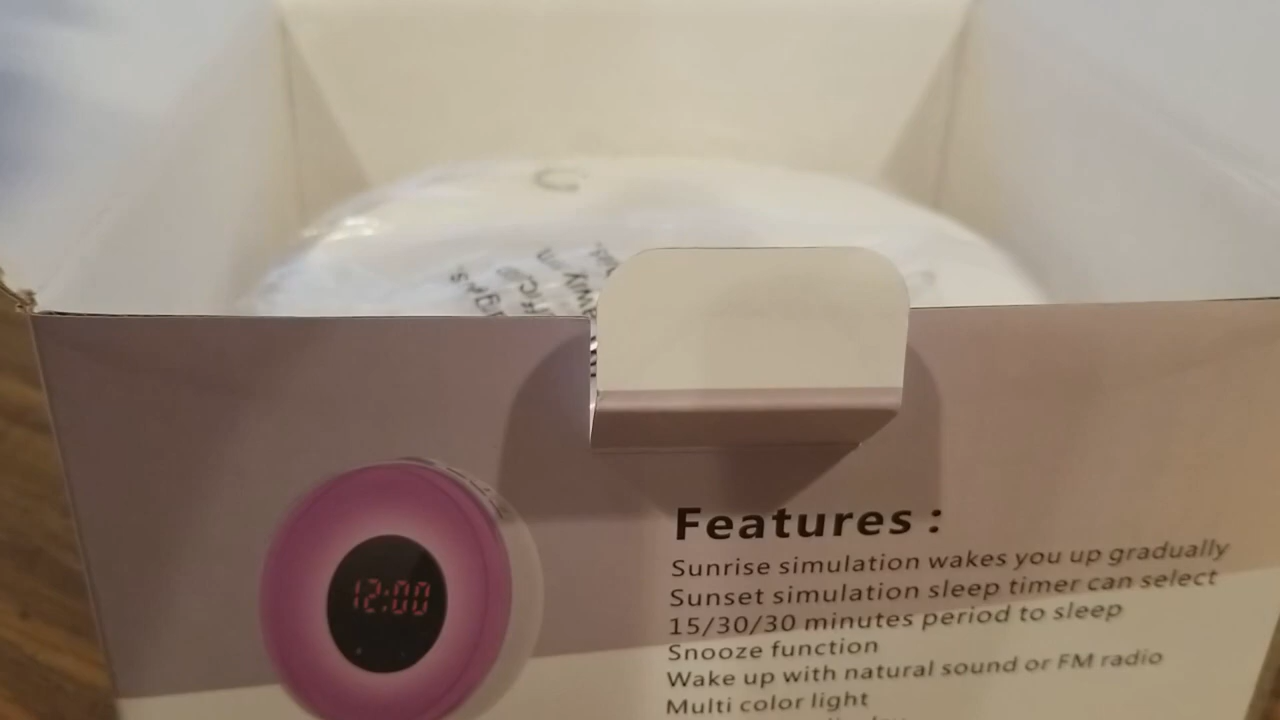 12:00
Features :
Sunrise simulation wakes you up gradually
Sunset simulation sleep timer can select
15/30/30 minutes period to sleep
Snooze function
Wake up with natural sound or FM radio
Multi color light